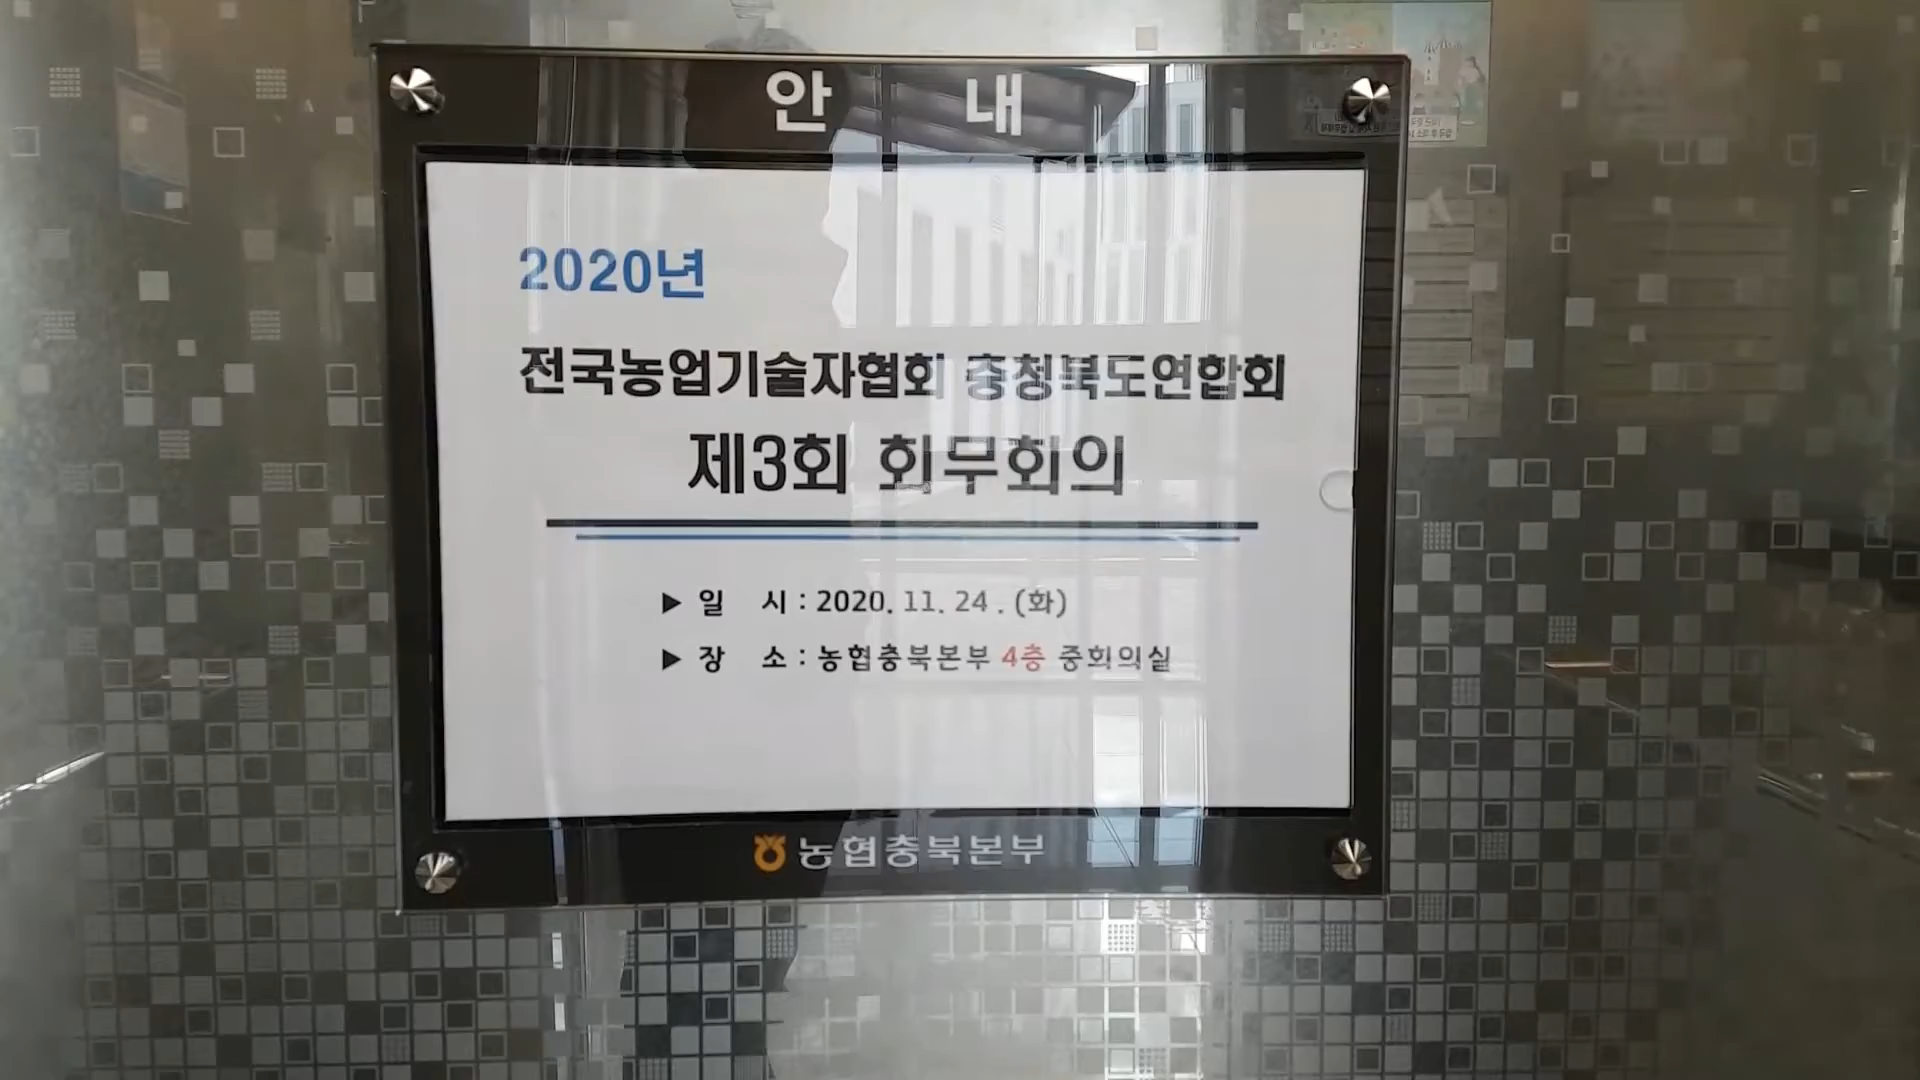 안 내
2020년
전국농업기술자협회 충청북도연합회
제3회 회무회의
▶ 일 시 : 2020. 11. 24 . (화)
▶ 장 소 : 농협충북본부 4층 중회의실
농협충북본부